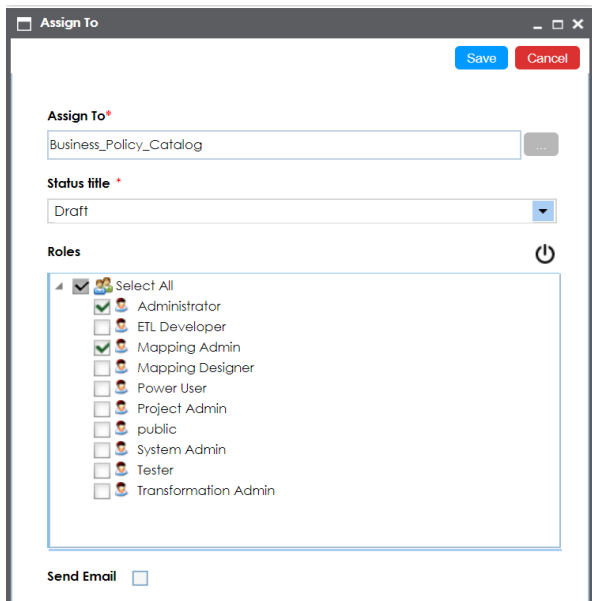 Assign To
Save
Cancel
Assign To*
Business_Policy_Catalog
...
Status title *
Draft
Roles
Select All
Administrator
ETL Developer
Mapping Admin
Mapping Designer
Power User
Project Admin
public
System Admin
Tester
Transformation Admin
Send Email